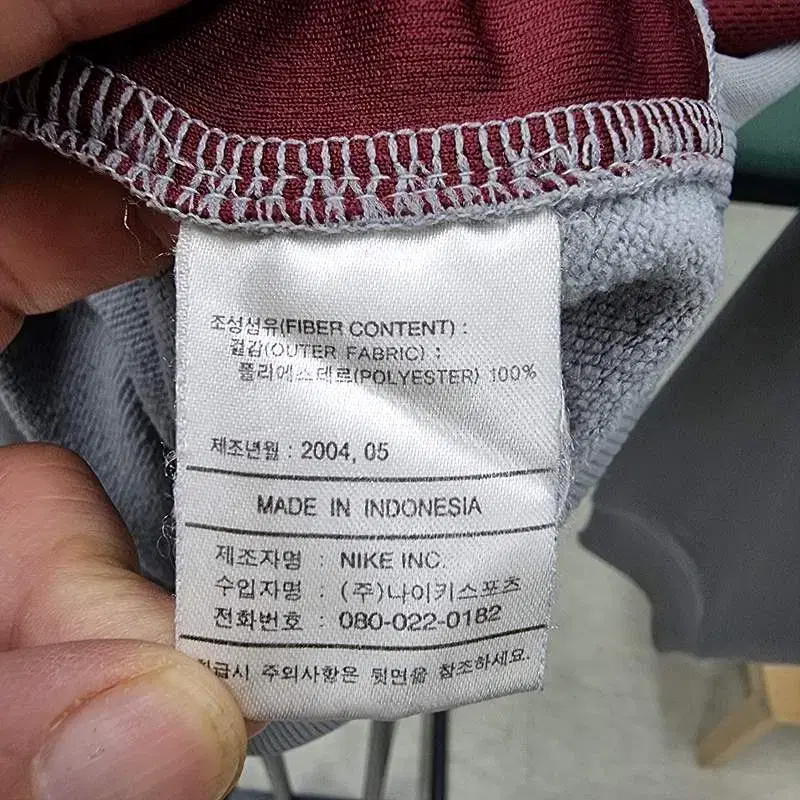 조성섬유(FIBER CONTENT) :
겉감(OUTER FABRIC) :
폴리에스테르(POLYESTER) 100%
제조년월 : 2004, 05
MADE IN INDONESIA
제조자명 : NIKE INC.
수입자명 : (주)나이키스포츠
전화번호 : 080-022-0182
취급시 주의사항은 뒷면을 참조하세요.